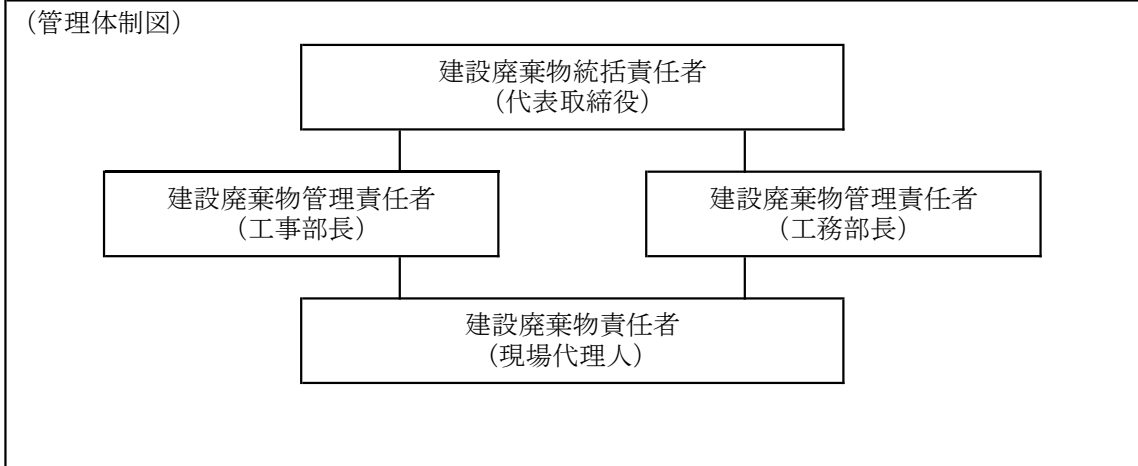 （管理体制図）
建設廃棄物統括責任者
（代表取締役）
建設廃棄物管理責任者
（工事部長）
建設廃棄物管理責任者
（工務部長）
建設廃棄物責任者
（現場代理人）